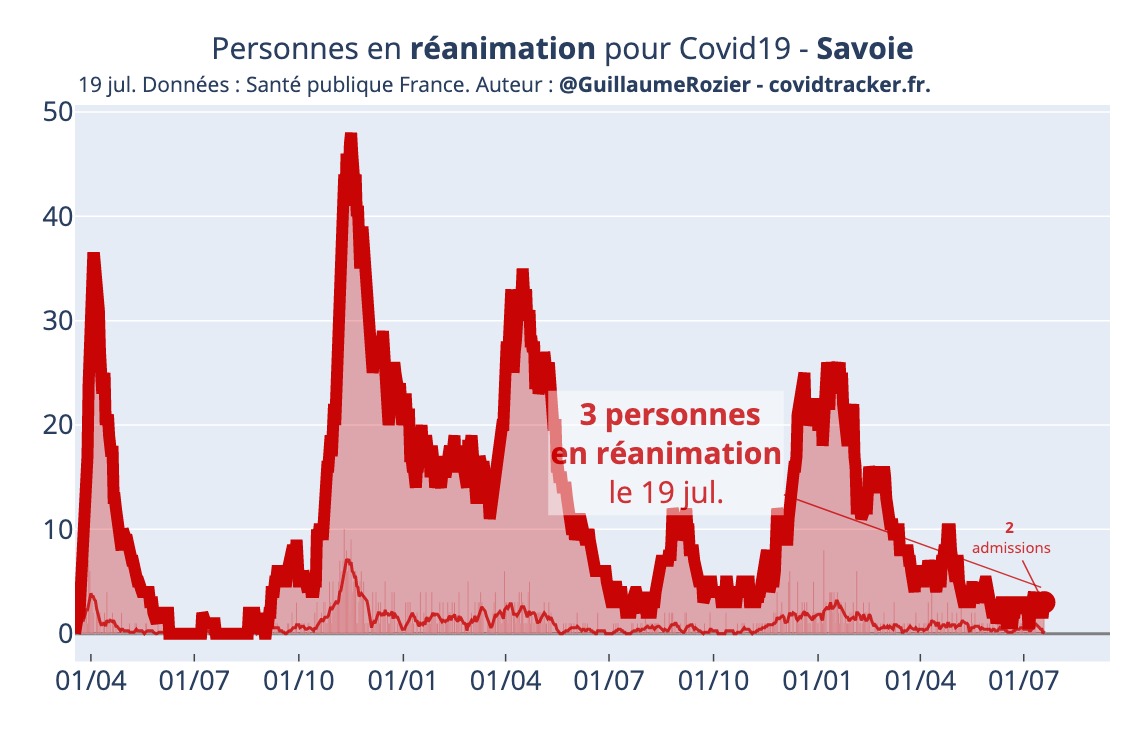 Personnes en réanimation pour Covid19 - Savoie
19 jul. Données : Santé publique France. Auteur : @GuillaumeRozier - covidtracker.fr.
50
40
30
20
10
0
3 personnes
en réanimation
le 19 jul.
2
admissions
01/04 01/07 01/10 01/01 01/04 01/07 01/10 01/01 01/04 01/07